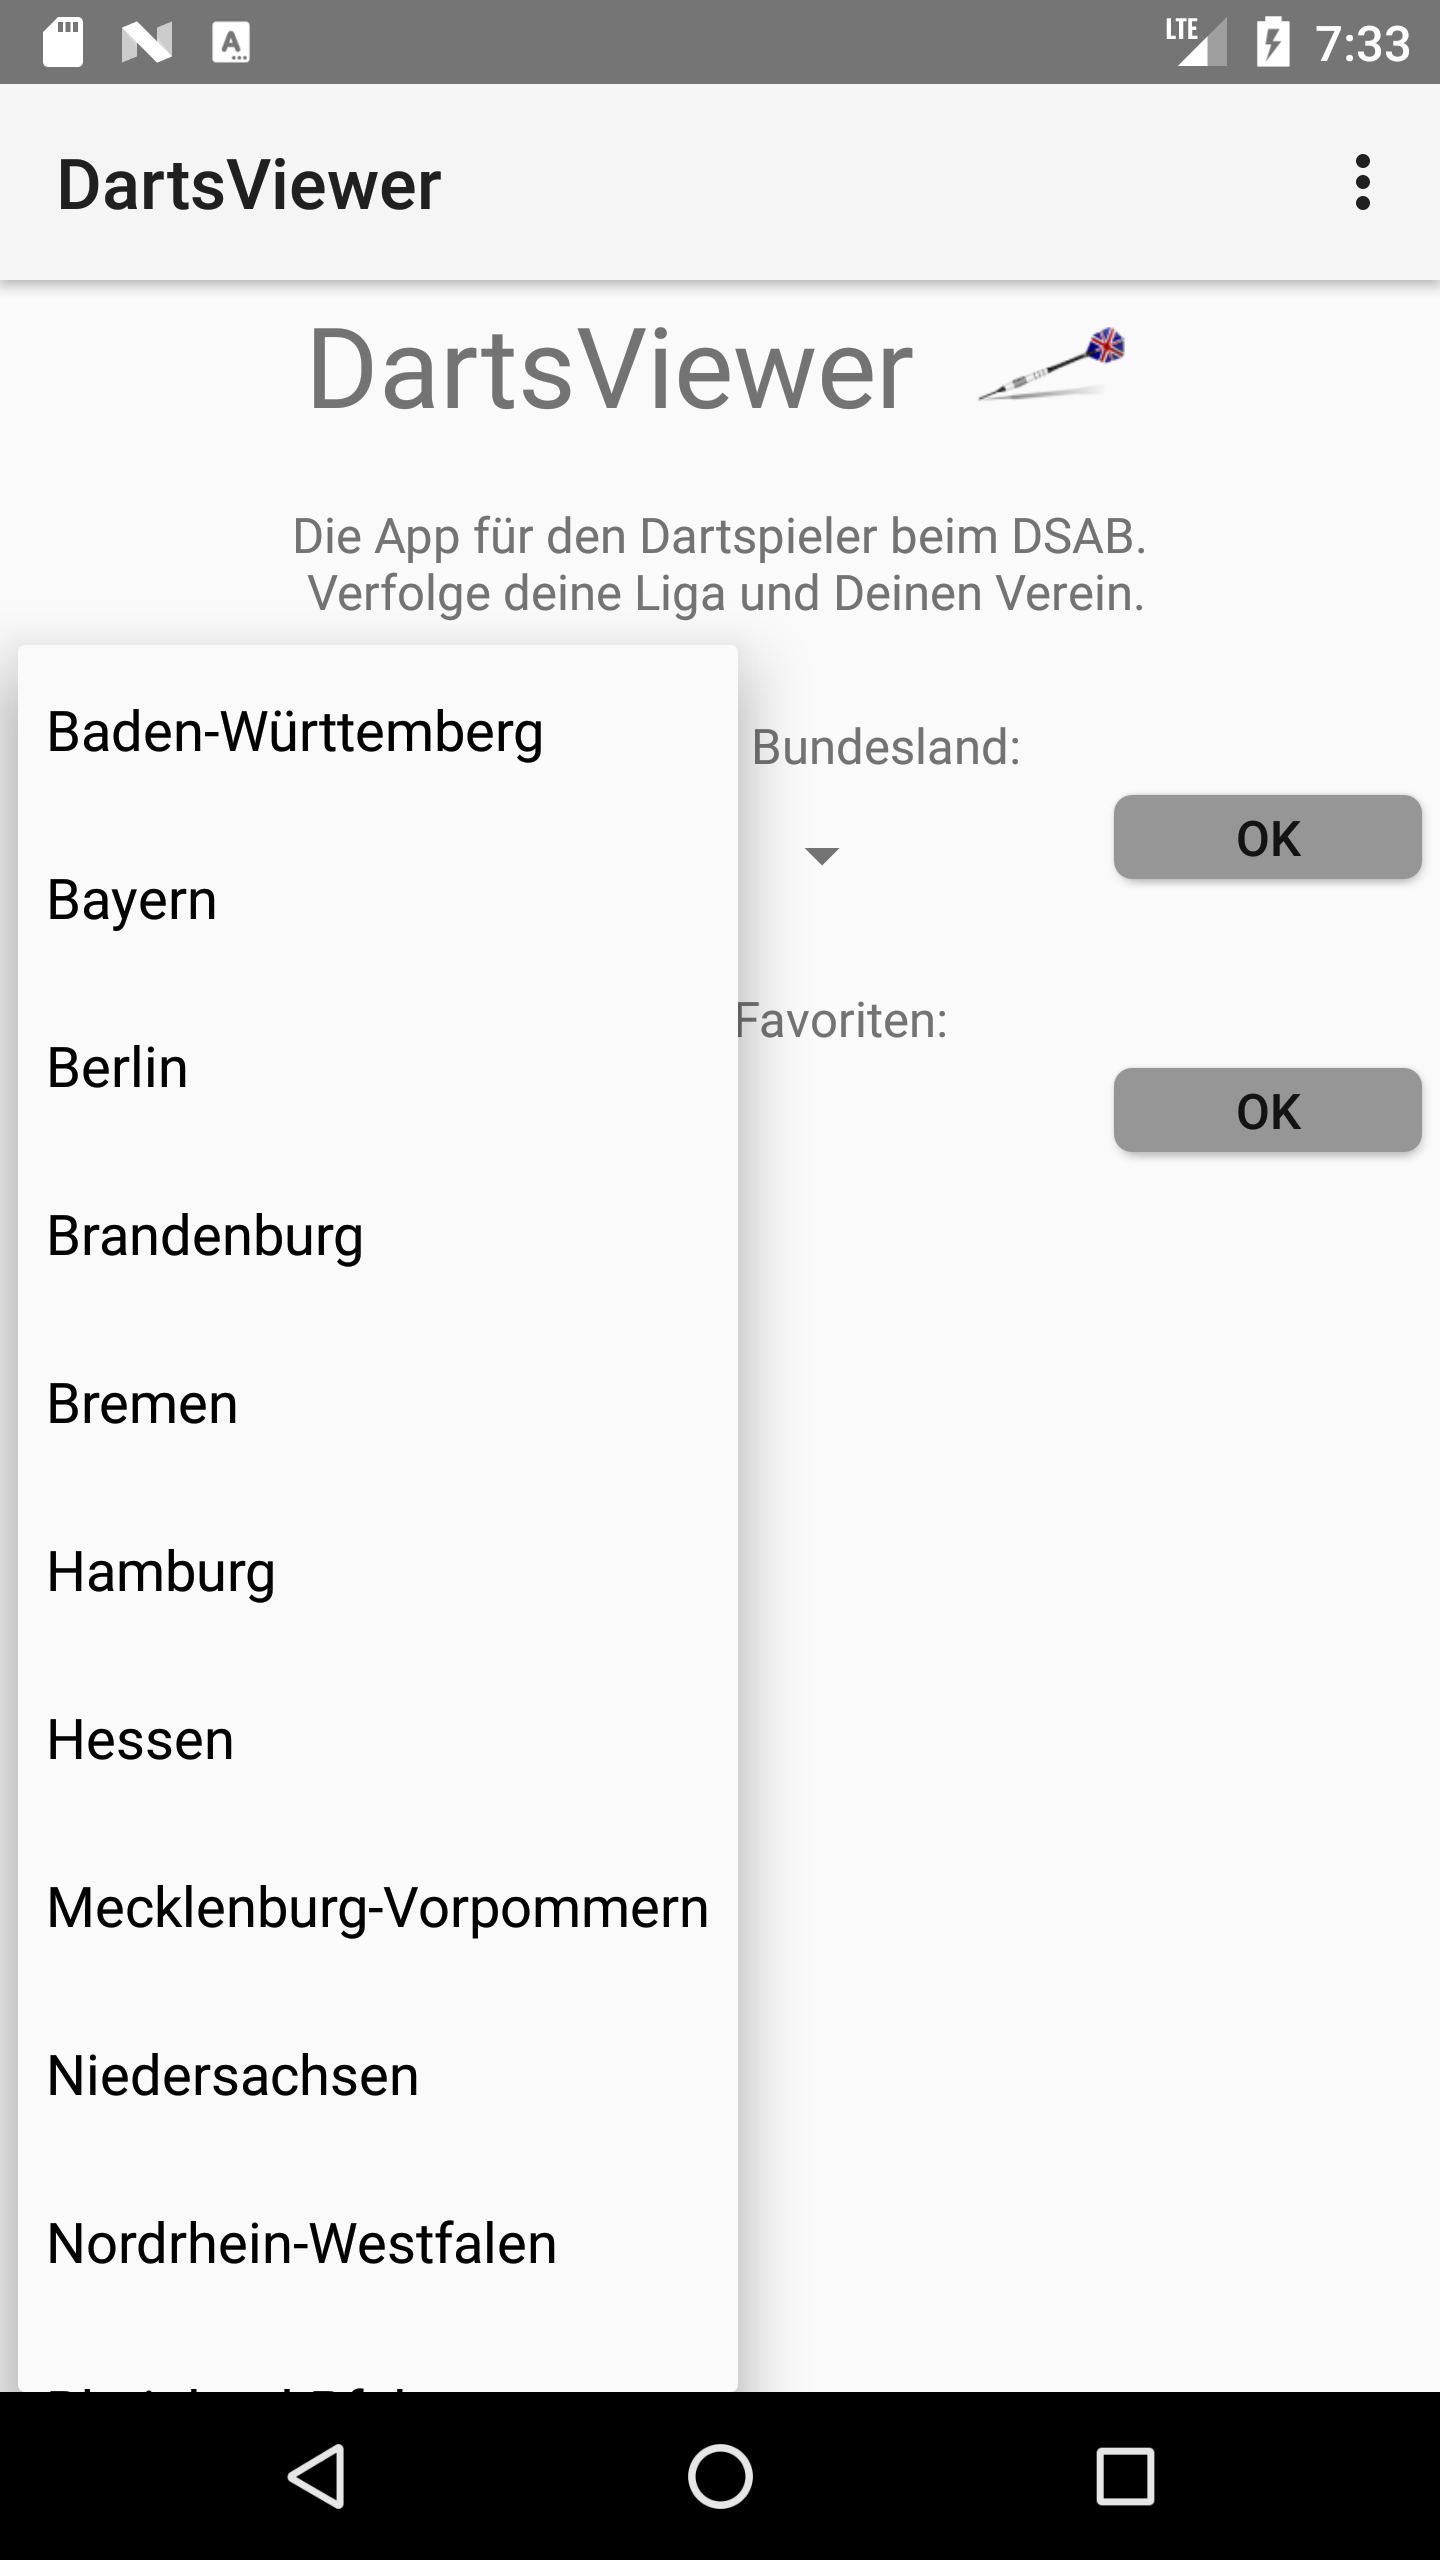 LTE 7:33
DartsViewer
DartsViewer
Die App für den Dartspieler beim DSAB.
Verfolge deine Liga und Deinen Verein.
Bundesland:
OK
Favoriten:
OK
Baden-Württemberg
Bayern
Berlin
Brandenburg
Bremen
Hamburg
Hessen
Mecklenburg-Vorpommern
Niedersachsen
Nordrhein-Westfalen